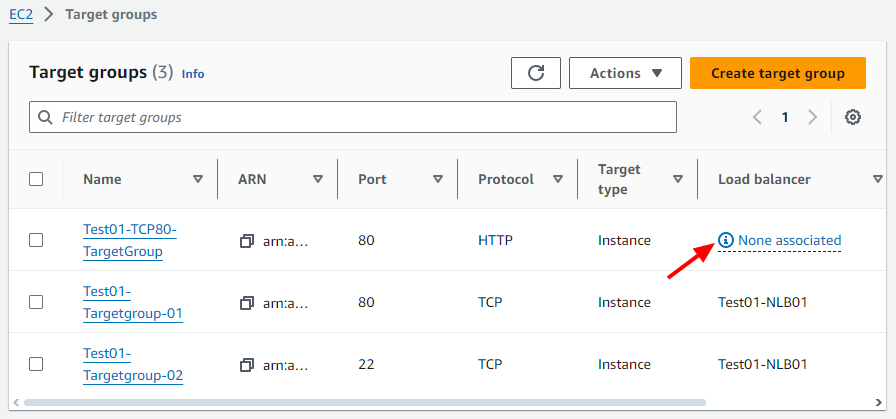 EC2 > Target groups
Target groups (3) Info
Actions
Create target group
Filter target groups
1
Name ARN Port Protocol Target type Load balancer
Test01-TCP80-
TargetGroup
arn:a... 80 HTTP Instance None associated
Test01-
Targetgroup-01
arn:a... 80 TCP Instance Test01-NLB01
Test01-
Targetgroup-02
arn:a... 22 TCP Instance Test01-NLB01